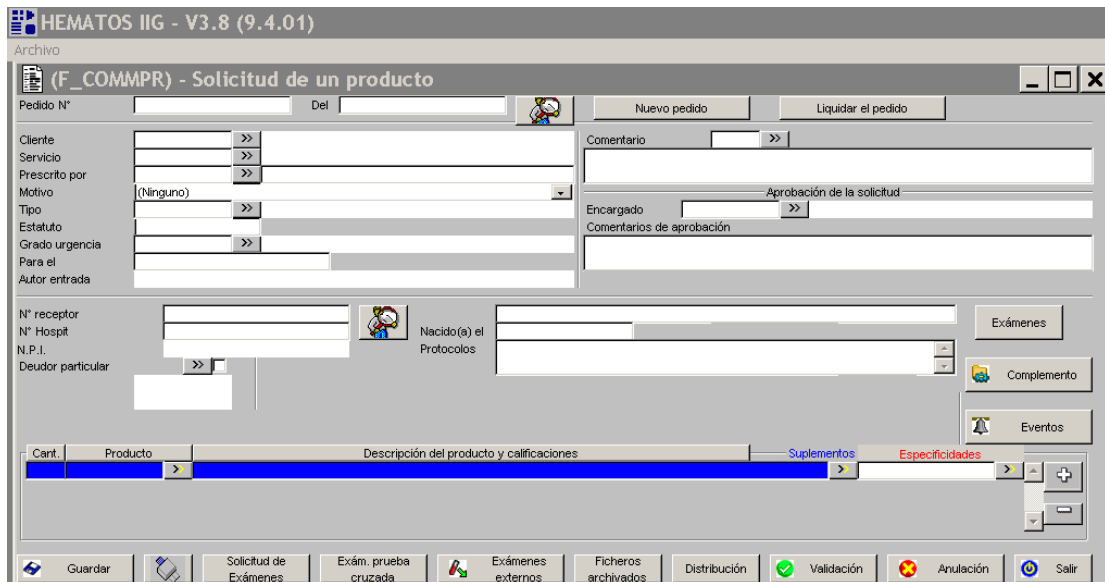 HEMATOS IIG - V3.8 (9.4.01)
Archivo
(F_COMMPR) - Solicitud de un producto
Pedido N° Del Nuevo pedido Liquidar el pedido
Cliente >> Comentario >>
Servicio >>
Prescrito por >>
Motivo (Ninguno) Aprobación de la solicitud
Tipo >> Encargado >>
Estatuto Comentarios de aprobación
Grado urgencia >>
Para el
Autor entrada
N° receptor
N° Hospit Nacido(a) el Exámenes
N.P.I. Protocolos
Deudor particular >> Complemento
Eventos
Cant. Producto Descripción del producto y calificaciones Suplementos Especificidades
> > >
Guardar Solicitud de Exámenes Exám. prueba cruzada Exámenes externos Ficheros archivados Distribución Validación Anulación Salir